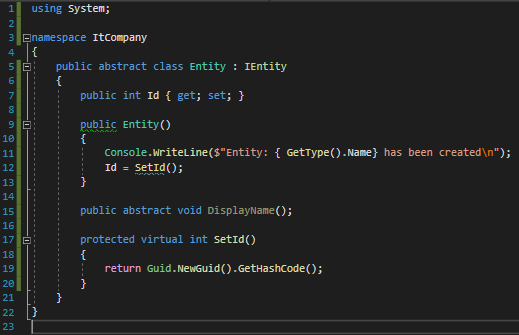 1 using System;
2
3 namespace ItCompany
4 {
5 public abstract class Entity : IEntity
6 {
7 public int Id { get; set; }
8
9 public Entity()
10 {
11 Console.WriteLine($"Entity: { GetType().Name} has been created\n");
12 Id = SetId();
13 }
14
15 public abstract void DisplayName();
16
17 protected virtual int SetId()
18 {
19 return Guid.NewGuid().GetHashCode();
20 }
21 }
22 }
23